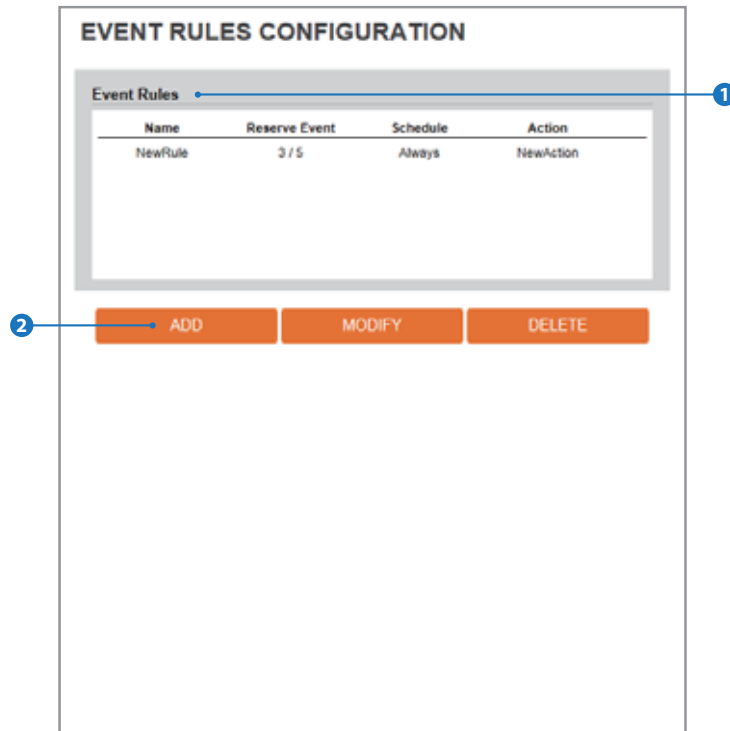 EVENT RULES CONFIGURATION
Event Rules
1
Name Reserve Event Schedule Action
NewRule 3 / 5 Always NewAction
2
ADD MODIFY DELETE